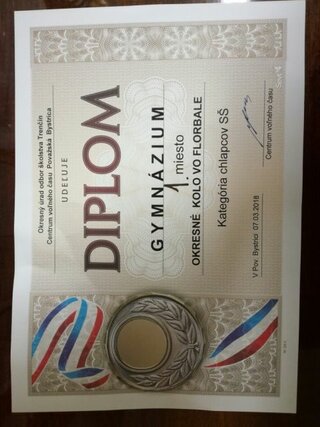 Okresný úrad odbor školstva Trenčín
Centrum voľného času Považská Bystrica
UDEĽUJE
DIPLOM
GYMNÁZIUM
1. miesto
OKRESNÉ KOLO VO FLORBALE
Kategória chlapcov SŠ
V Pov. Bystrici 07.03.2018
Centrum voľného času